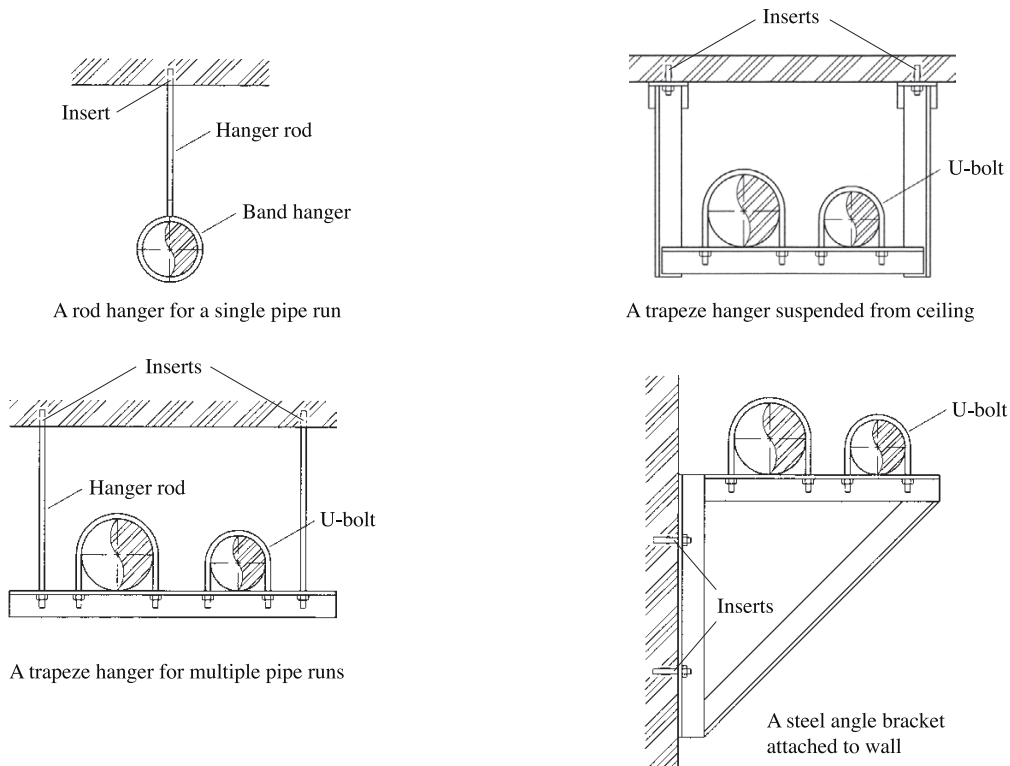 Insert
Hanger rod
Band hanger
A rod hanger for a single pipe run
Inserts
U-bolt
A trapeze hanger suspended from ceiling
Inserts
Hanger rod
U-bolt
A trapeze hanger for multiple pipe runs
U-bolt
Inserts
A steel angle bracket
attached to wall